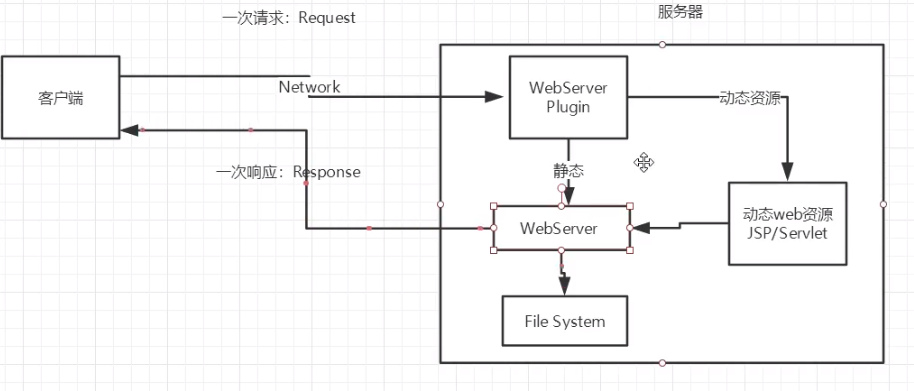 一次请求：Request
服务器
客户端
Network
WebServer
Plugin
动态资源
一次响应：Response
静态
动态web资源
JSP/Servlet
WebServer
File System